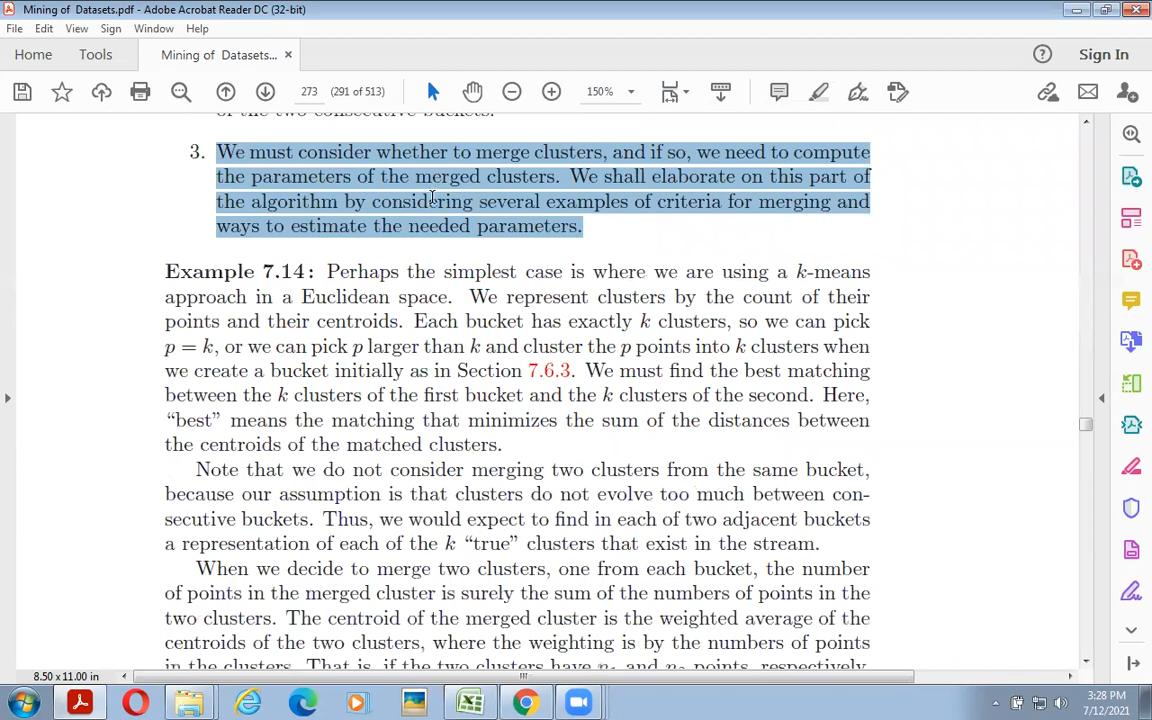 Mining of Datasets.pdf - Adobe Acrobat Reader DC (32-bit)
File Edit View Sign Window Help
Home Tools Mining of Datasets... × Sign In
273 (291 of 513) 150%
of the two consecutive buckets.
3. We must consider whether to merge clusters, and if so, we need to compute
the parameters of the merged clusters. We shall elaborate on this part of
the algorithm by considering several examples of criteria for merging and
ways to estimate the needed parameters.
Example 7.14: Perhaps the simplest case is where we are using a k-means
approach in a Euclidean space. We represent clusters by the count of their
points and their centroids. Each bucket has exactly k clusters, so we can pick
p = k, or we can pick p larger than k and cluster the p points into k clusters when
we create a bucket initially as in Section 7.6.3. We must find the best matching
between the k clusters of the first bucket and the k clusters of the second. Here,
“best” means the matching that minimizes the sum of the distances between
the centroids of the matched clusters.
Note that we do not consider merging two clusters from the same bucket,
because our assumption is that clusters do not evolve too much between con-
secutive buckets. Thus, we would expect to find in each of two adjacent buckets
a representation of each of the k “true” clusters that exist in the stream.
When we decide to merge two clusters, one from each bucket, the number
of points in the merged cluster is surely the sum of the numbers of points in the
two clusters. The centroid of the merged cluster is the weighted average of the
centroids of the two clusters, where the weighting is by the numbers of points
in the clusters. That is, if the two clusters have n1 and n2 points, respectively,
8.50 x 11.00 in
3:28 PM
7/12/2021